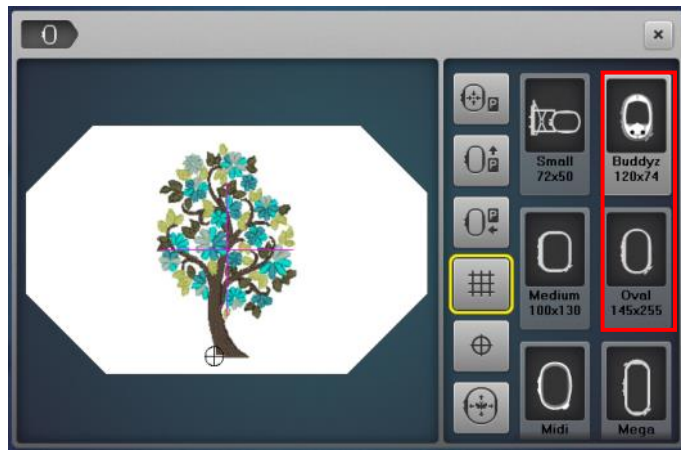 0
×
P
P
P
Small
72x50
Buddyz
120x74
Medium
100x130
Oval
145x255
Midi
Mega